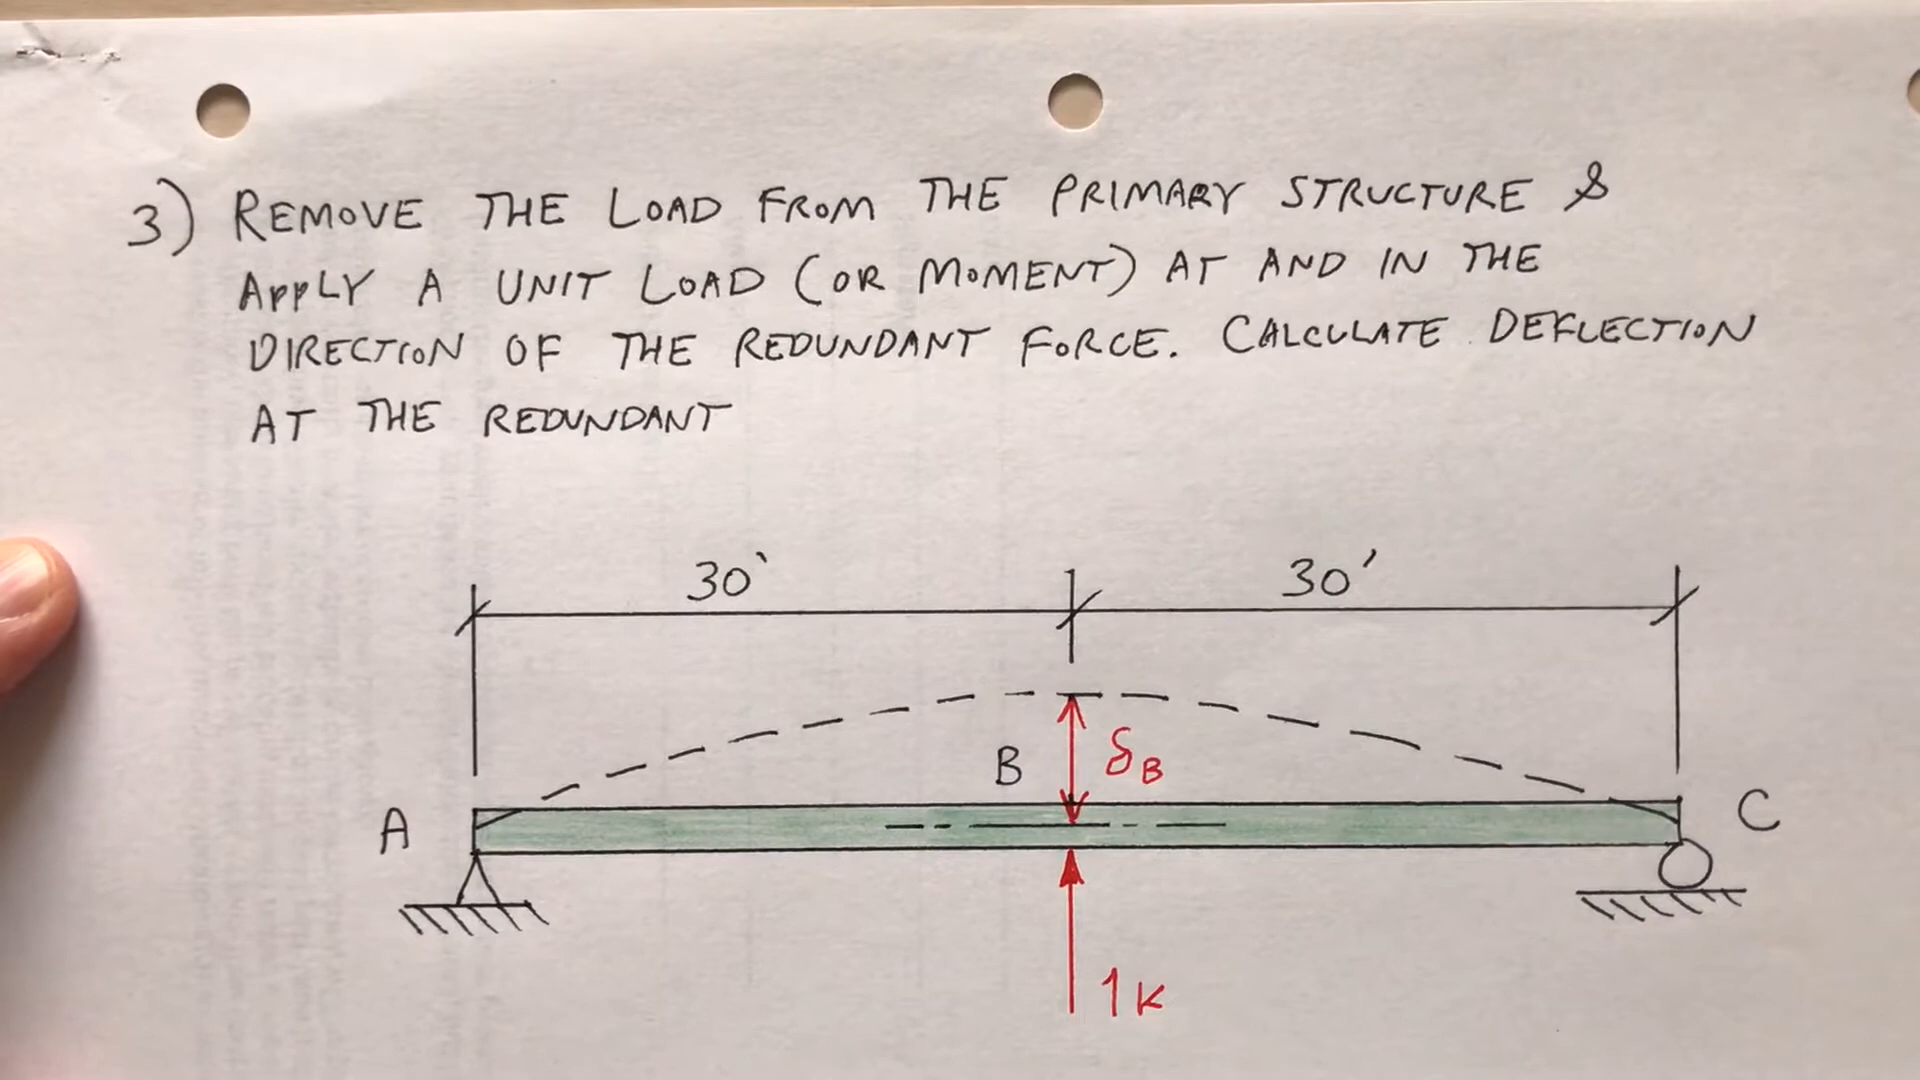 3) REMOVE THE LOAD FROM THE PRIMARY STRUCTURE &
APPLY A UNIT LOAD (OR MOMENT) AT AND IN THE
DIRECTION OF THE REDUNDANT FORCE. CALCULATE DEFLECTION
AT THE REDUNDANT
30' 30'
B δB
A C
1K